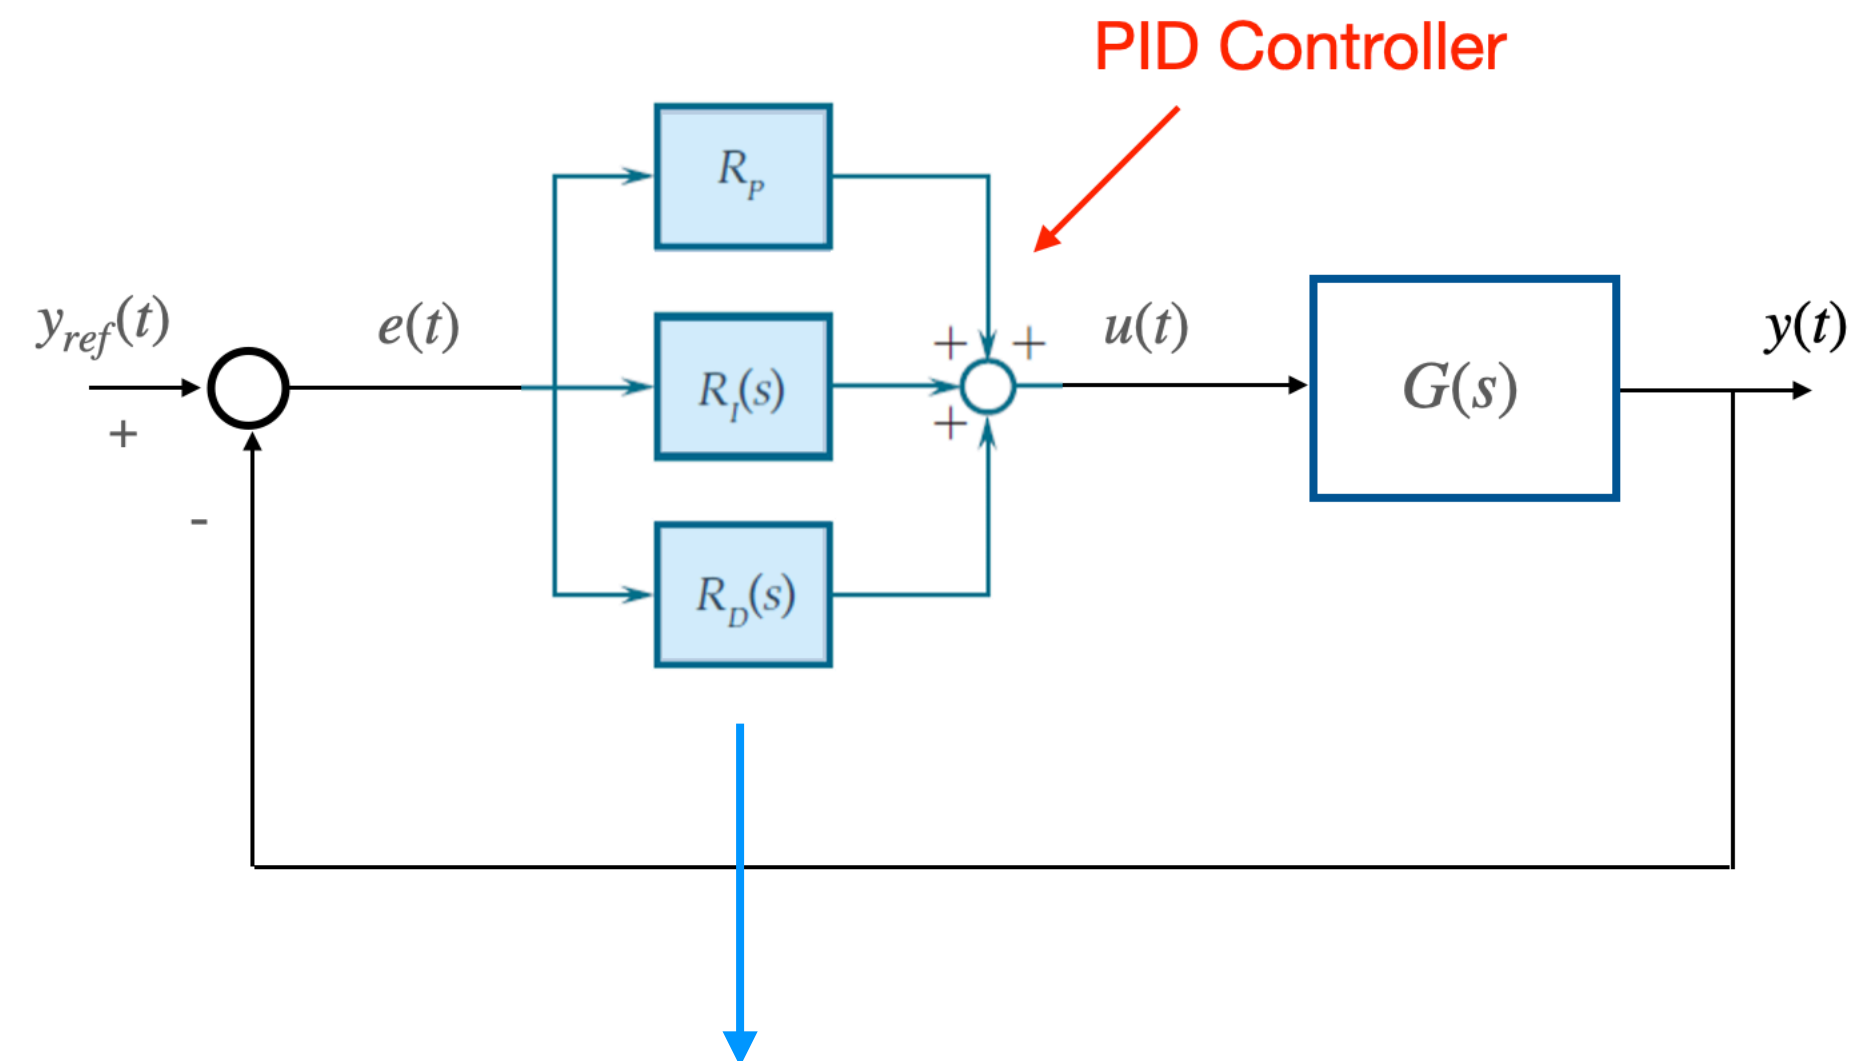 PID Controller
R_P
y_ref(t)
e(t)
+ +
u(t)
y(t)
R_I(s)
G(s)
+
+
-
R_D(s)